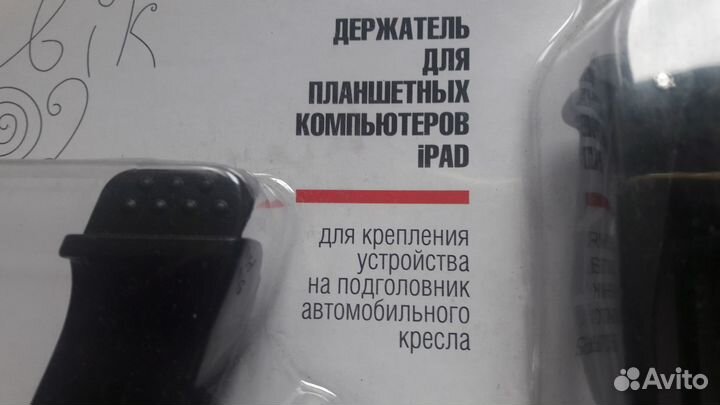 ДЕРЖАТЕЛЬ
ДЛЯ
ПЛАНШЕТНЫХ
КОМПЬЮТЕРОВ
iPAD
для крепления
устройства
на подголовник
автомобильного
кресла
Avito